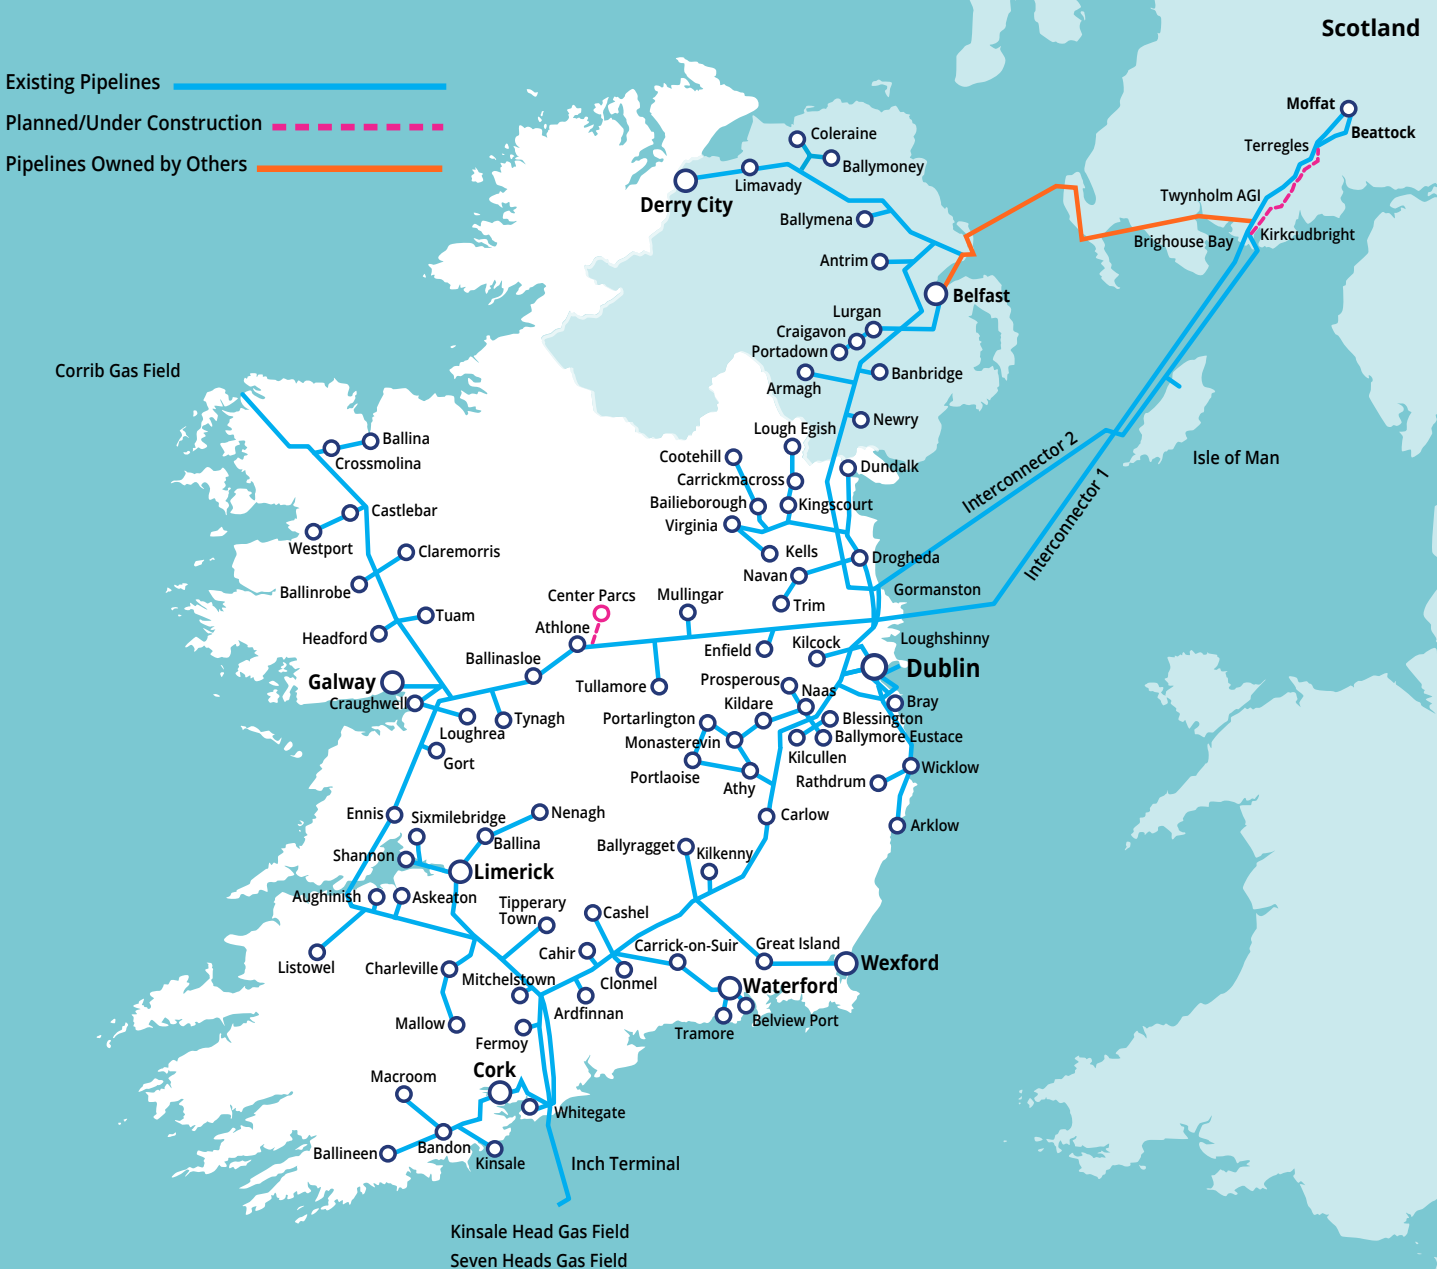 Scotland
Existing Pipelines
Planned/Under Construction
Pipelines Owned by Others
Moffat
Beattock
Terregles
Twynholm AGI
Kirkcudbright
Brighouse Bay
Coleraine
Ballymoney
Limavady
Derry City
Ballymena
Antrim
Belfast
Lurgan
Craigavon
Portadown
Banbridge
Armagh
Newry
Corrib Gas Field
Lough Egish
Ballina
Crossmolina
Cootehill
Dundalk
Carrickmacross
Bailieborough
Kingscourt
Virginia
Interconnector 2
Interconnector 1
Isle of Man
Castlebar
Westport
Claremorris
Ballinrobe
Kells
Drogheda
Navan
Gormanston
Trim
Center Parcs
Mullingar
Tuam
Headford
Athlone
Enfield
Kilcock
Loughshinny
Ballinasloe
Dublin
Galway
Tullamore
Prosperous
Naas
Craughwell
Kildare
Bray
Loughrea
Tynagh
Portarlington
Blessington
Gort
Monasterevin
Ballymore Eustace
Kilcullen
Portlaoise
Athy
Rathdrum
Wicklow
Ennis
Sixmilebridge
Nenagh
Carlow
Arklow
Ballina
Shannon
Limerick
Ballyragget
Kilkenny
Aughinish
Askeaton
Tipperary
Town
Cashel
Listowel
Charleville
Cahir
Carrick-on-Suir
Great Island
Wexford
Mitchelstown
Clonmel
Waterford
Ardfinnan
Mallow
Belview Port
Tramore
Fermoy
Cork
Macroom
Whitegate
Bandon
Ballineen
Kinsale
Inch Terminal
Kinsale Head Gas Field
Seven Heads Gas Field